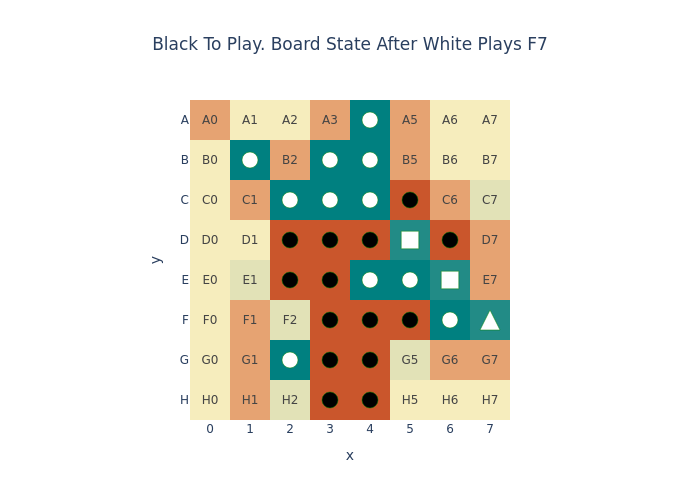 Black To Play. Board State After White Plays F7
A A0 A1 A2 A3 A5 A6 A7
B B0 B2 B5 B6 B7
C C0 C1 C6 C7
D D0 D1 D7
E E0 E1 E7
F F0 F1 F2
G G0 G1 G5 G6 G7
H H0 H1 H2 H5 H6 H7
0 1 2 3 4 5 6 7
x
y